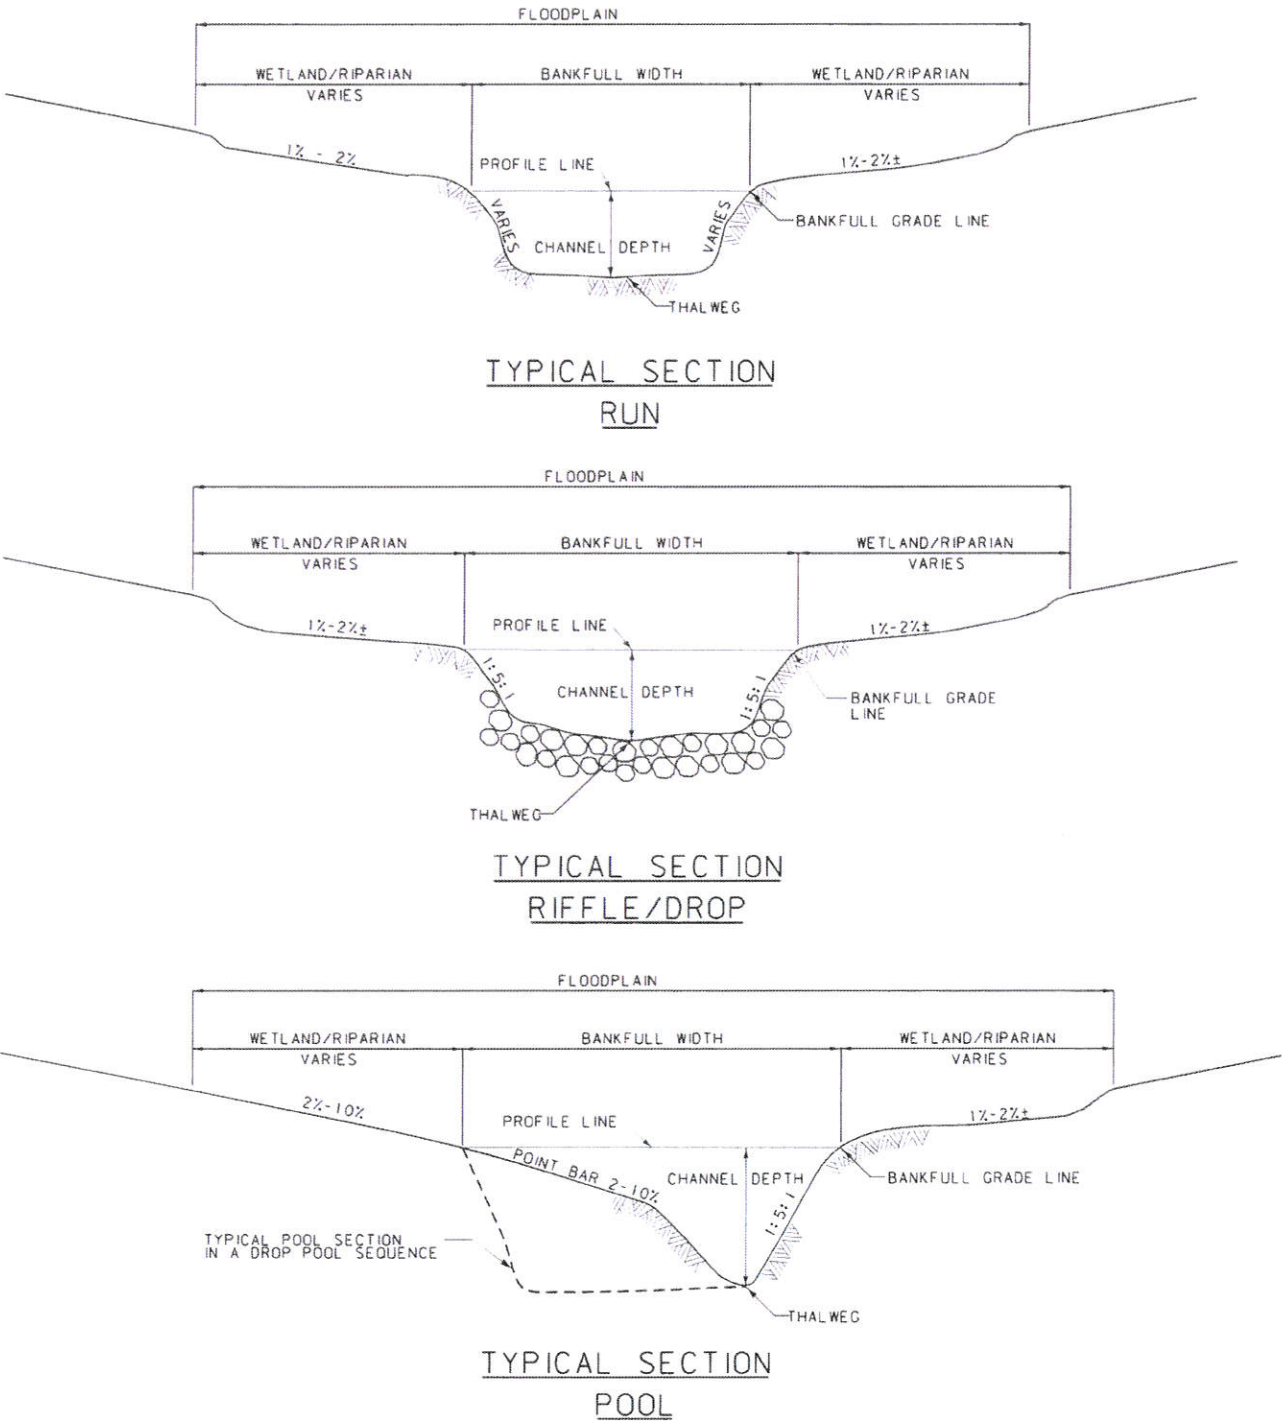 FLOODPLAIN
WETLAND/RIPARIAN
VARIES
BANKFULL WIDTH
WETLAND/RIPARIAN
VARIES
1% - 2%
PROFILE LINE
1%-2%±
VARIES
CHANNEL DEPTH
VARIES
BANKFULL GRADE LINE
THALWEG
TYPICAL SECTION
RUN
FLOODPLAIN
WETLAND/RIPARIAN
VARIES
BANKFULL WIDTH
WETLAND/RIPARIAN
VARIES
1%-2%±
PROFILE LINE
1%-2%±
1:5:1
CHANNEL DEPTH
1:5:1
BANKFULL GRADE
LINE
THALWEG
TYPICAL SECTION
RIFFLE/DROP
FLOODPLAIN
WETLAND/RIPARIAN
VARIES
BANKFULL WIDTH
WETLAND/RIPARIAN
VARIES
2%-10%
PROFILE LINE
1%-2%±
POINT BAR 2-10%
CHANNEL DEPTH
1:5:1
BANKFULL GRADE LINE
TYPICAL POOL SECTION
IN A DROP POOL SEQUENCE
THALWEG
TYPICAL SECTION
POOL